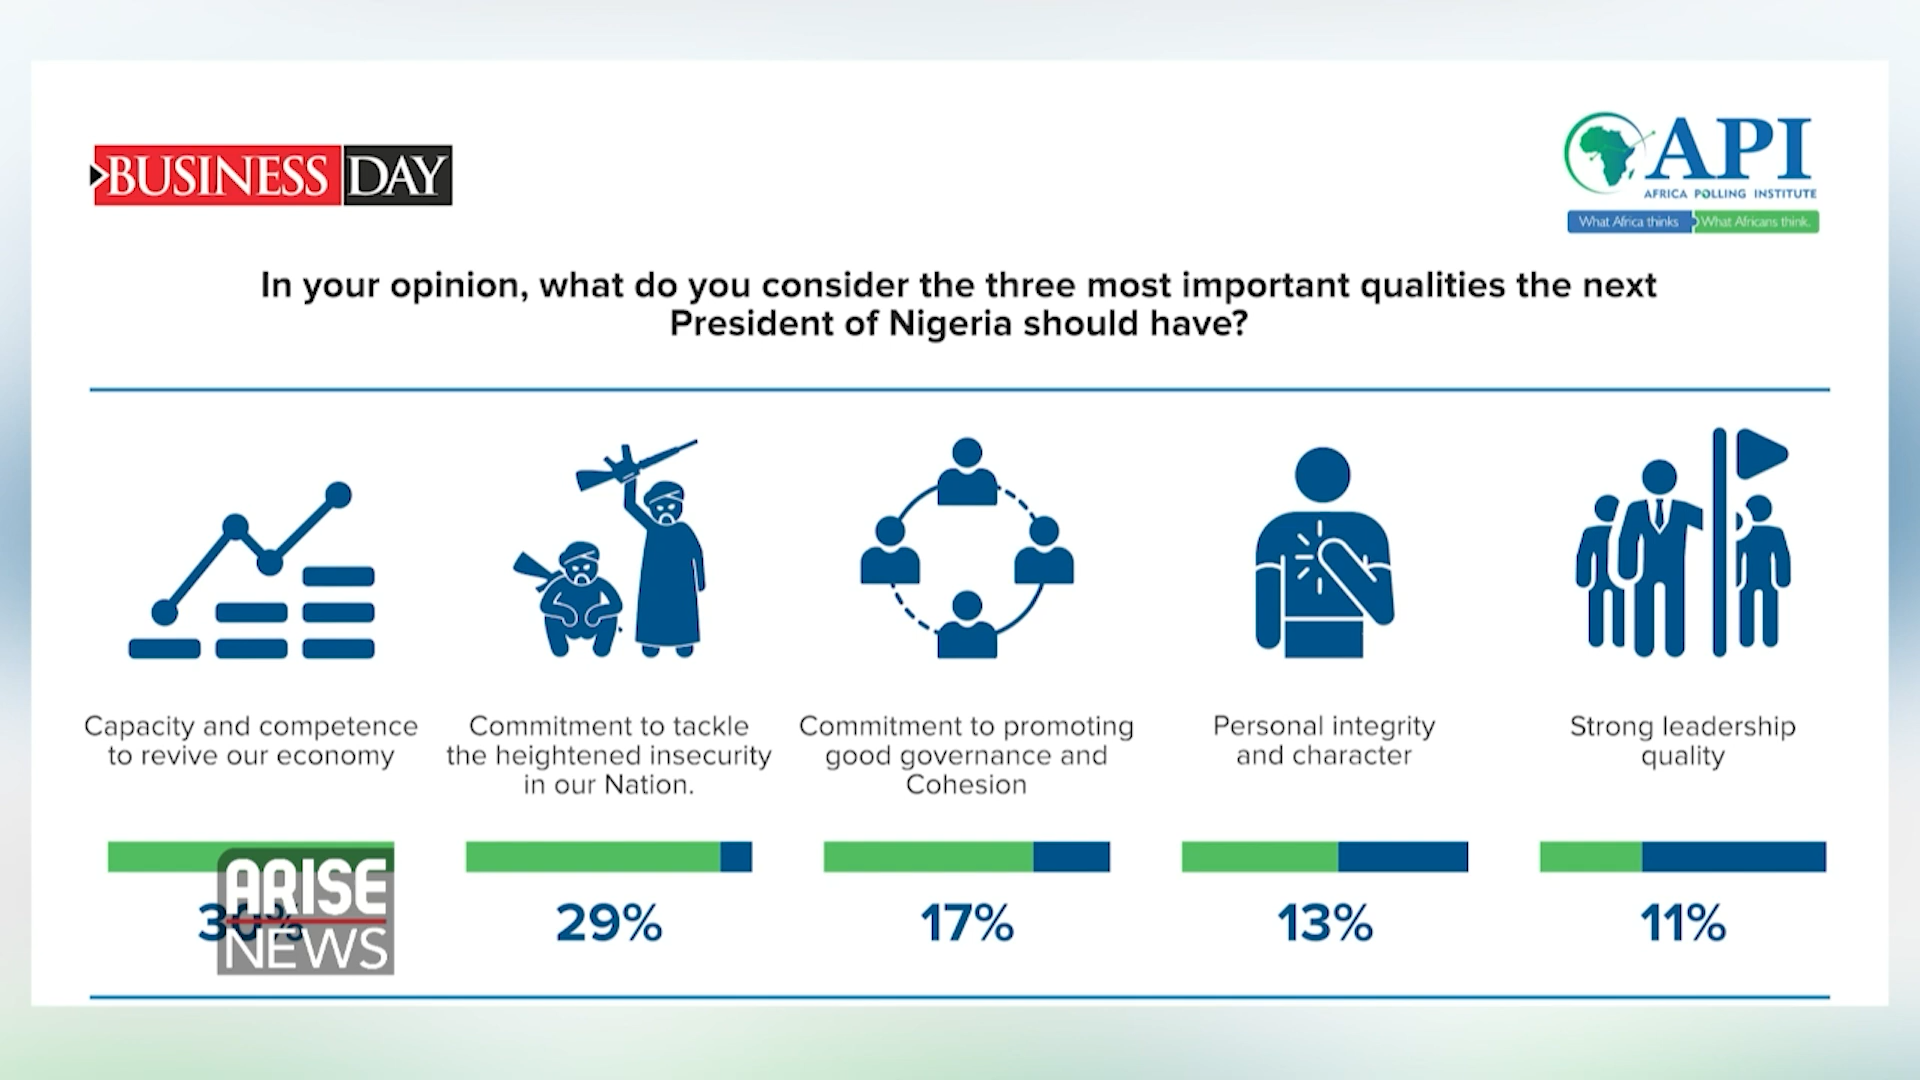 BUSINESS DAY
API
AFRICA POLLING INSTITUTE
What Africa thinks What Africans think.
In your opinion, what do you consider the three most important qualities the next
President of Nigeria should have?
Capacity and competence
to revive our economy
Commitment to tackle
the heightened insecurity
in our Nation.
Commitment to promoting
good governance and
Cohesion
Personal integrity
and character
Strong leadership
quality
29%
17%
13%
11%
ARISE
NEWS